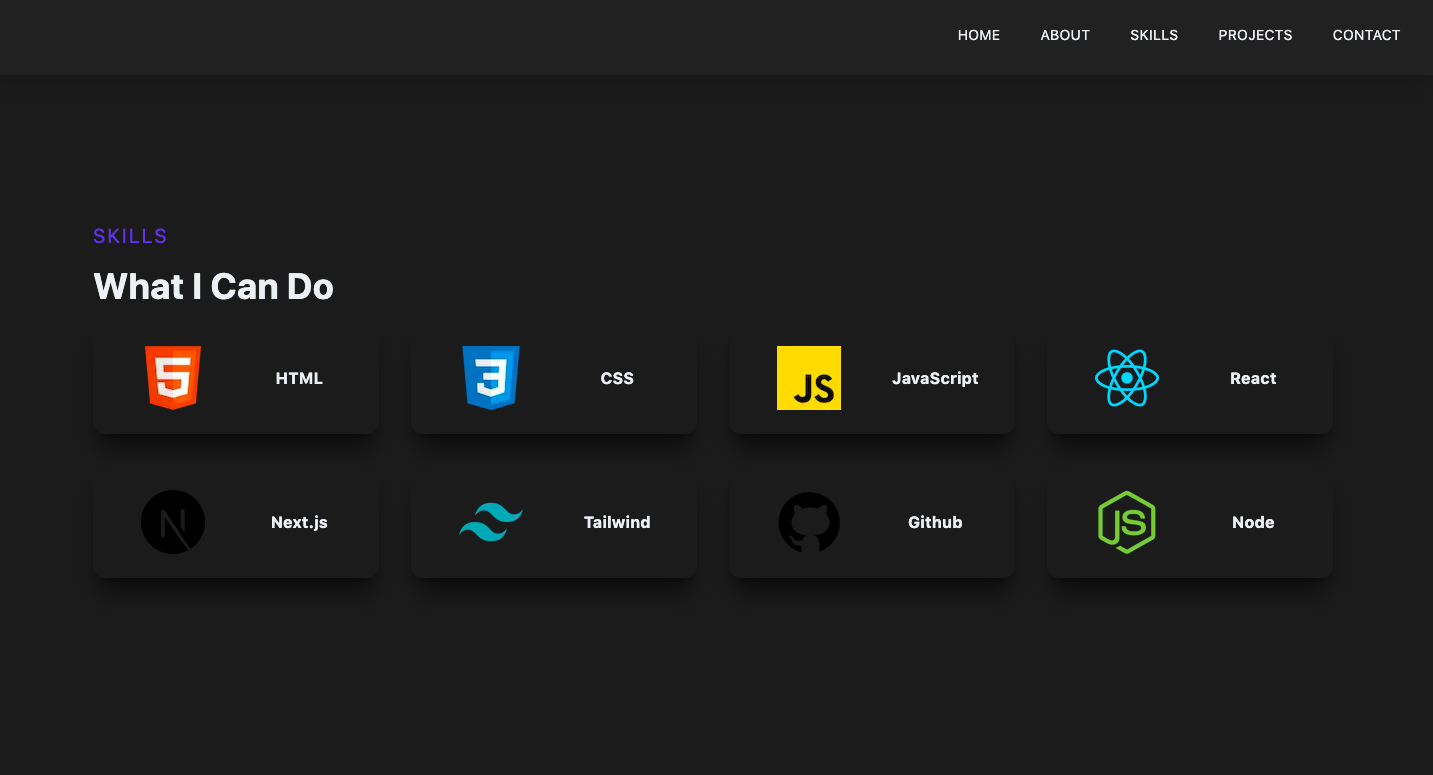 HOME ABOUT SKILLS PROJECTS CONTACT
SKILLS
What I Can Do
5 HTML 3 CSS JS JavaScript React
N Next.js Tailwind Github JS Node